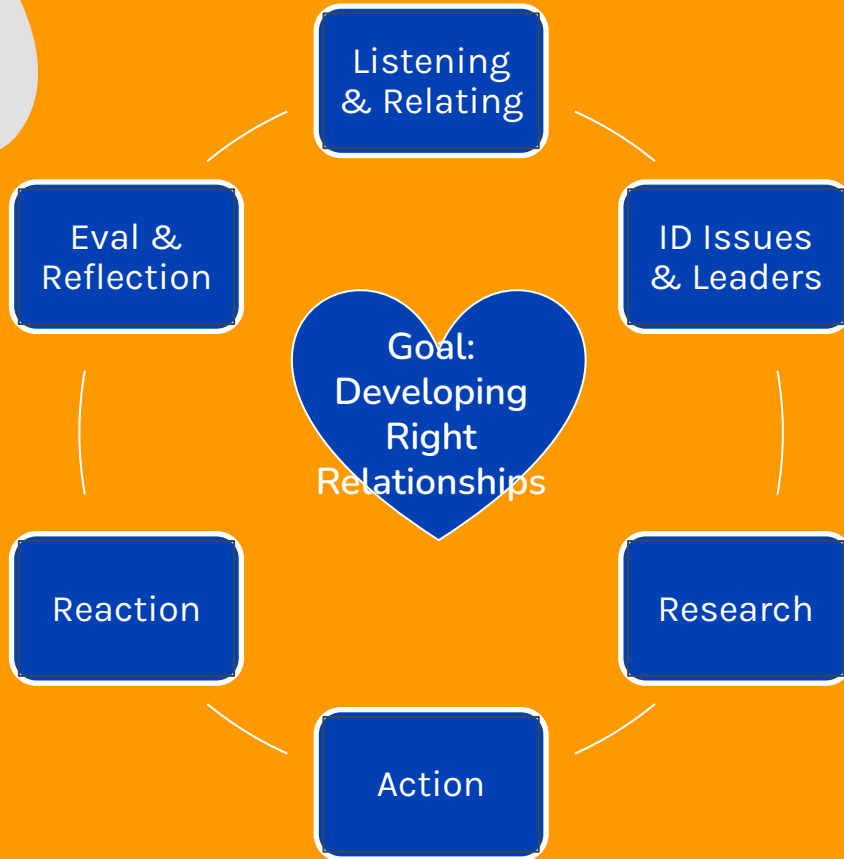 Listening
& Relating
ID Issues
& Leaders
Research
Action
Reaction
Eval &
Reflection
Goal:
Developing
Right
Relationships